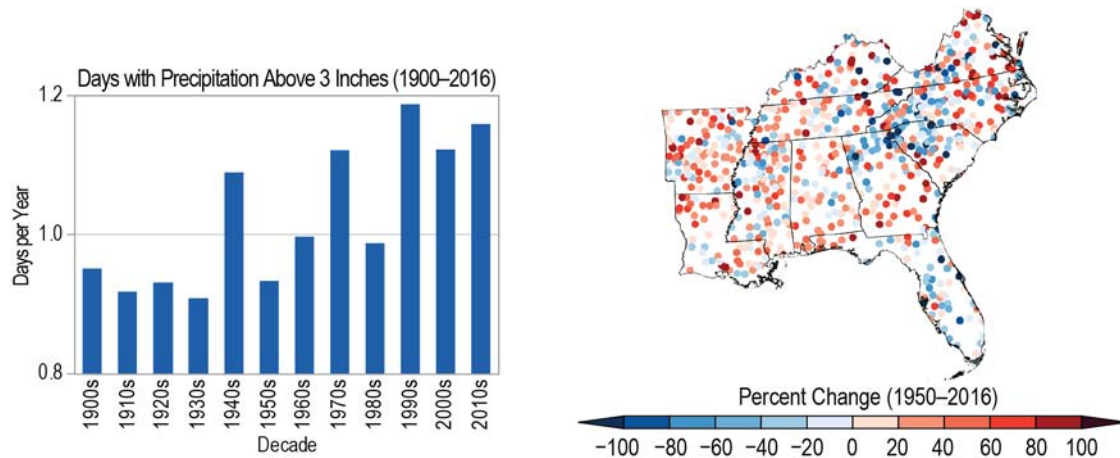 Days with Precipitation Above 3 Inches (1900–2016)
1.2
1.0
0.8
Days per Year
1900s
1910s
1920s
1930s
1940s
1950s
1960s
1970s
1980s
1990s
2000s
2010s
Decade
Percent Change (1950–2016)
−100 −80 −60 −40 −20 0 20 40 60 80 100